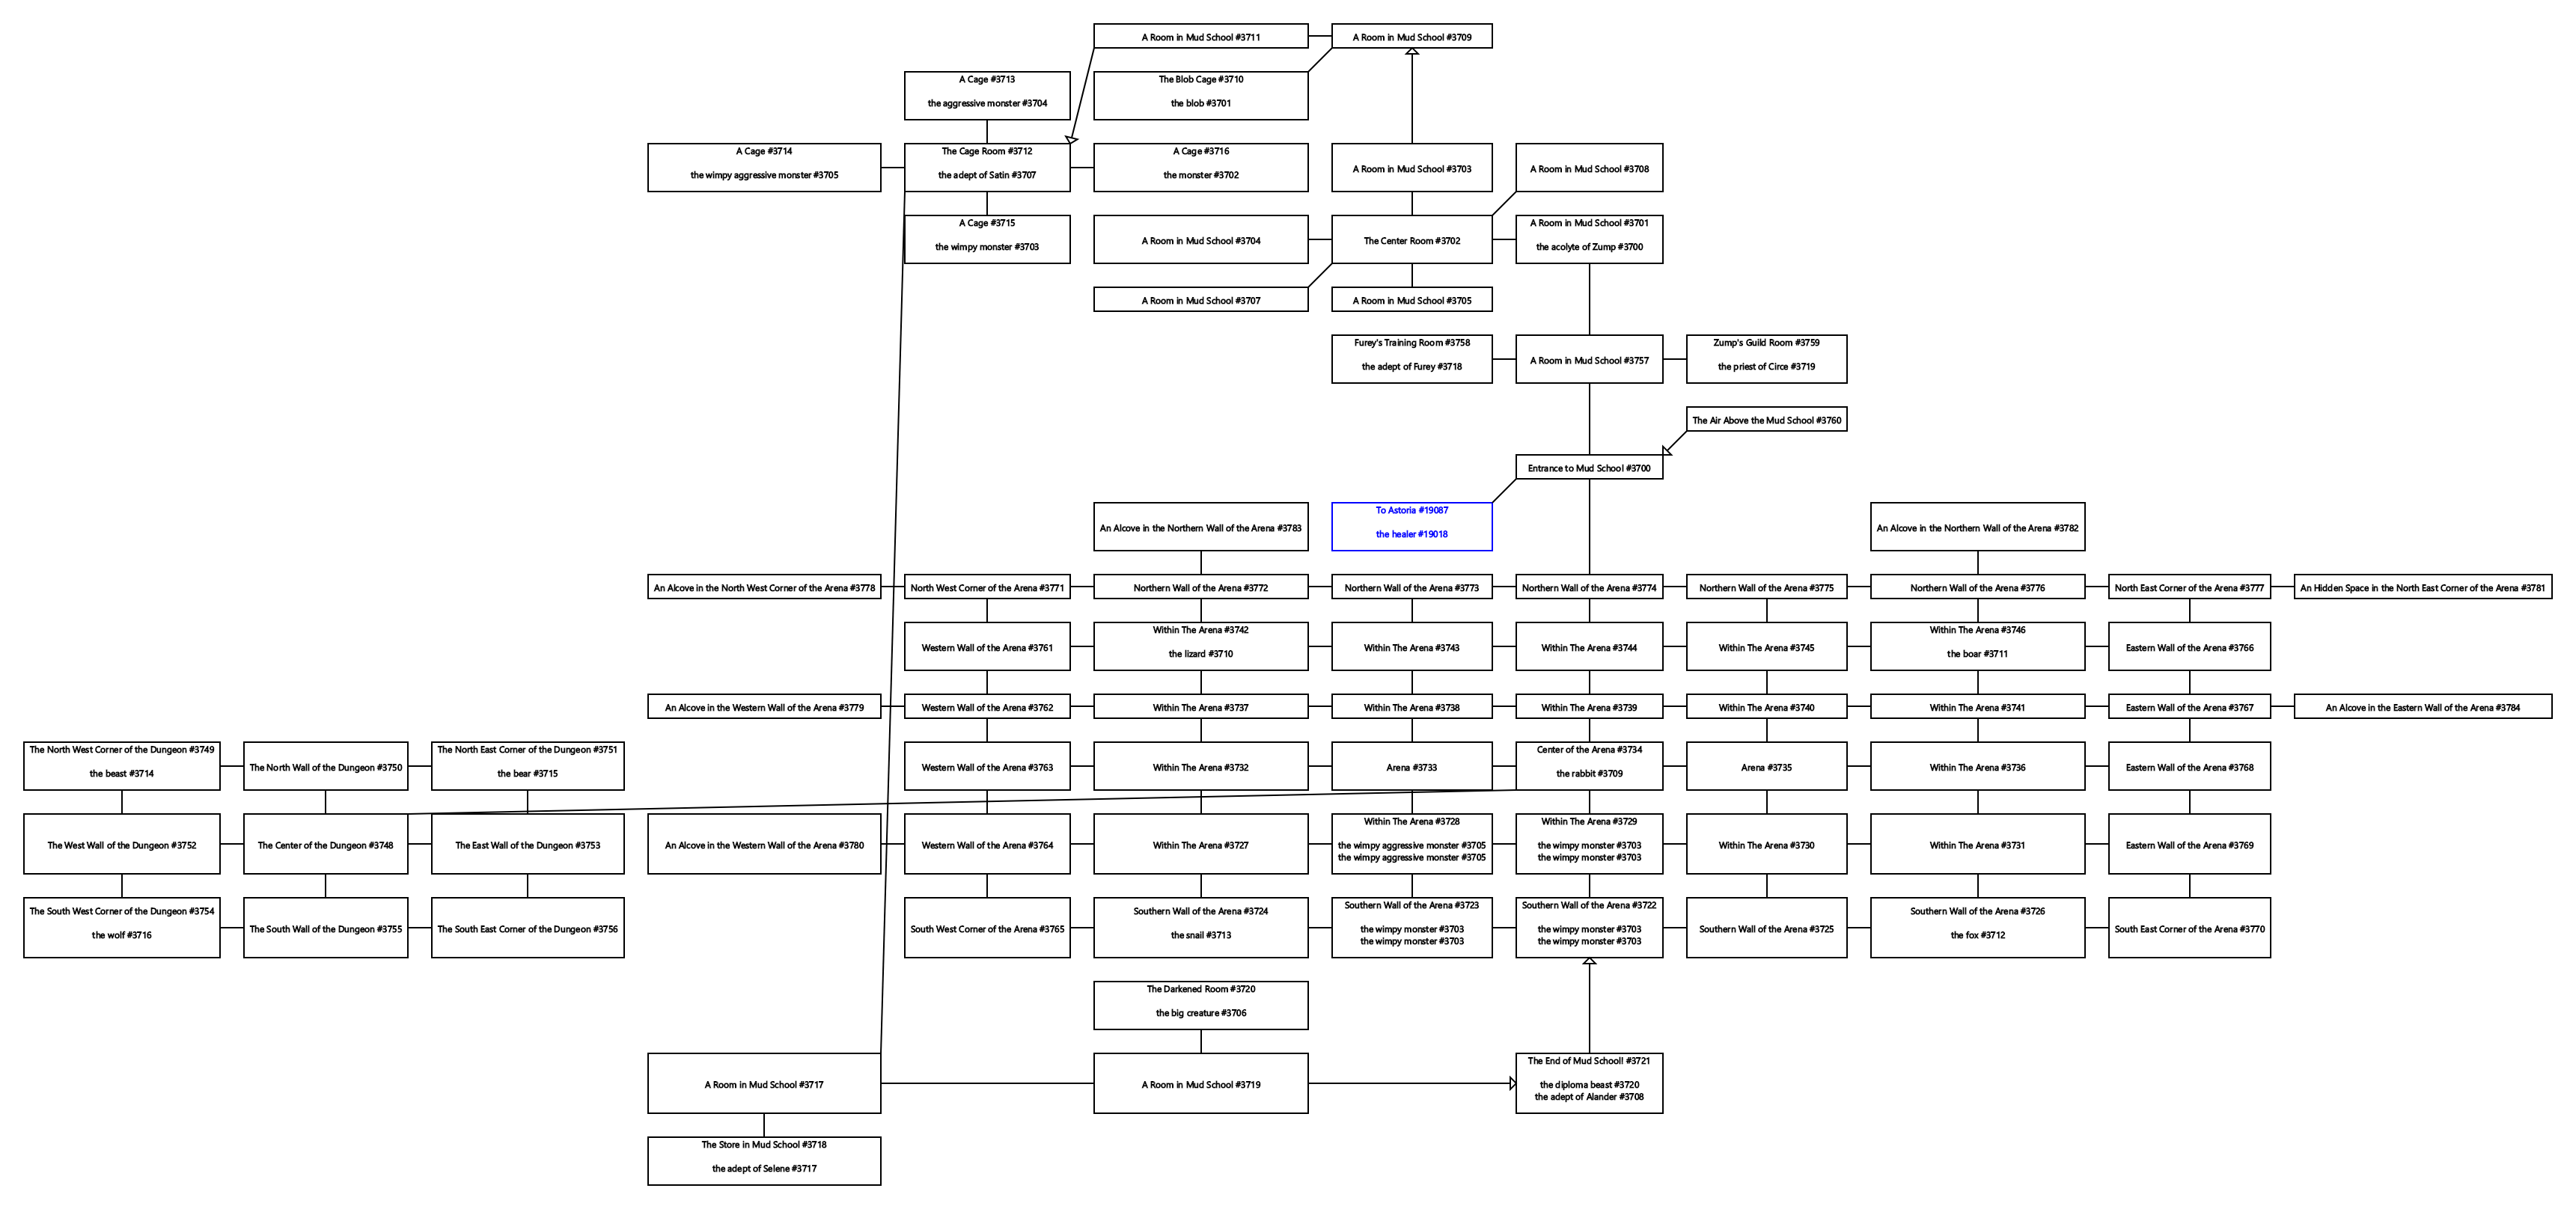 A Room in Mud School #3711
A Room in Mud School #3709
A Cage #3713
the aggressive monster #3704
The Blob Cage #3710
the blob #3701
A Cage #3714
the wimpy aggressive monster #3705
The Cage Room #3712
the adept of Satin #3707
A Cage #3716
the monster #3702
A Room in Mud School #3703
A Room in Mud School #3708
A Cage #3715
the wimpy monster #3703
A Room in Mud School #3704
The Center Room #3702
A Room in Mud School #3701
the acolyte of Zump #3700
A Room in Mud School #3707
A Room in Mud School #3705
Furey's Training Room #3758
the adept of Furey #3718
A Room in Mud School #3757
Zump's Guild Room #3759
the priest of Circe #3719
The Air Above the Mud School #3760
Entrance to Mud School #3700
An Alcove in the Northern Wall of the Arena #3783
To Astoria #19087
the healer #19018
An Alcove in the Northern Wall of the Arena #3782
An Alcove in the North West Corner of the Arena #3778
North West Corner of the Arena #3771
Northern Wall of the Arena #3772
Northern Wall of the Arena #3773
Northern Wall of the Arena #3774
Northern Wall of the Arena #3775
Northern Wall of the Arena #3776
North East Corner of the Arena #3777
An Hidden Space in the North East Corner of the Arena #3781
Western Wall of the Arena #3761
Within The Arena #3742
the lizard #3710
Within The Arena #3743
Within The Arena #3744
Within The Arena #3745
Within The Arena #3746
the boar #3711
Eastern Wall of the Arena #3766
An Alcove in the Western Wall of the Arena #3779
Western Wall of the Arena #3762
Within The Arena #3737
Within The Arena #3738
Within The Arena #3739
Within The Arena #3740
Within The Arena #3741
Eastern Wall of the Arena #3767
An Alcove in the Eastern Wall of the Arena #3784
The North West Corner of the Dungeon #3749
the beast #3714
The North Wall of the Dungeon #3750
The North East Corner of the Dungeon #3751
the bear #3715
Western Wall of the Arena #3763
Within The Arena #3732
Arena #3733
Center of the Arena #3734
the rabbit #3709
Arena #3735
Within The Arena #3736
Eastern Wall of the Arena #3768
The West Wall of the Dungeon #3752
The Center of the Dungeon #3748
The East Wall of the Dungeon #3753
An Alcove in the Western Wall of the Arena #3780
Western Wall of the Arena #3764
Within The Arena #3727
Within The Arena #3728
the wimpy aggressive monster #3705
the wimpy aggressive monster #3705
Within The Arena #3729
the wimpy monster #3703
the wimpy monster #3703
Within The Arena #3730
Within The Arena #3731
Eastern Wall of the Arena #3769
The South West Corner of the Dungeon #3754
the wolf #3716
The South Wall of the Dungeon #3755
The South East Corner of the Dungeon #3756
South West Corner of the Arena #3765
Southern Wall of the Arena #3724
the snail #3713
Southern Wall of the Arena #3723
the wimpy monster #3703
the wimpy monster #3703
Southern Wall of the Arena #3722
the wimpy monster #3703
the wimpy monster #3703
Southern Wall of the Arena #3725
Southern Wall of the Arena #3726
the fox #3712
South East Corner of the Arena #3770
The Darkened Room #3720
the big creature #3706
A Room in Mud School #3717
A Room in Mud School #3719
The End of Mud School! #3721
the diploma beast #3720
the adept of Alander #3708
The Store in Mud School #3718
the adept of Selene #3717